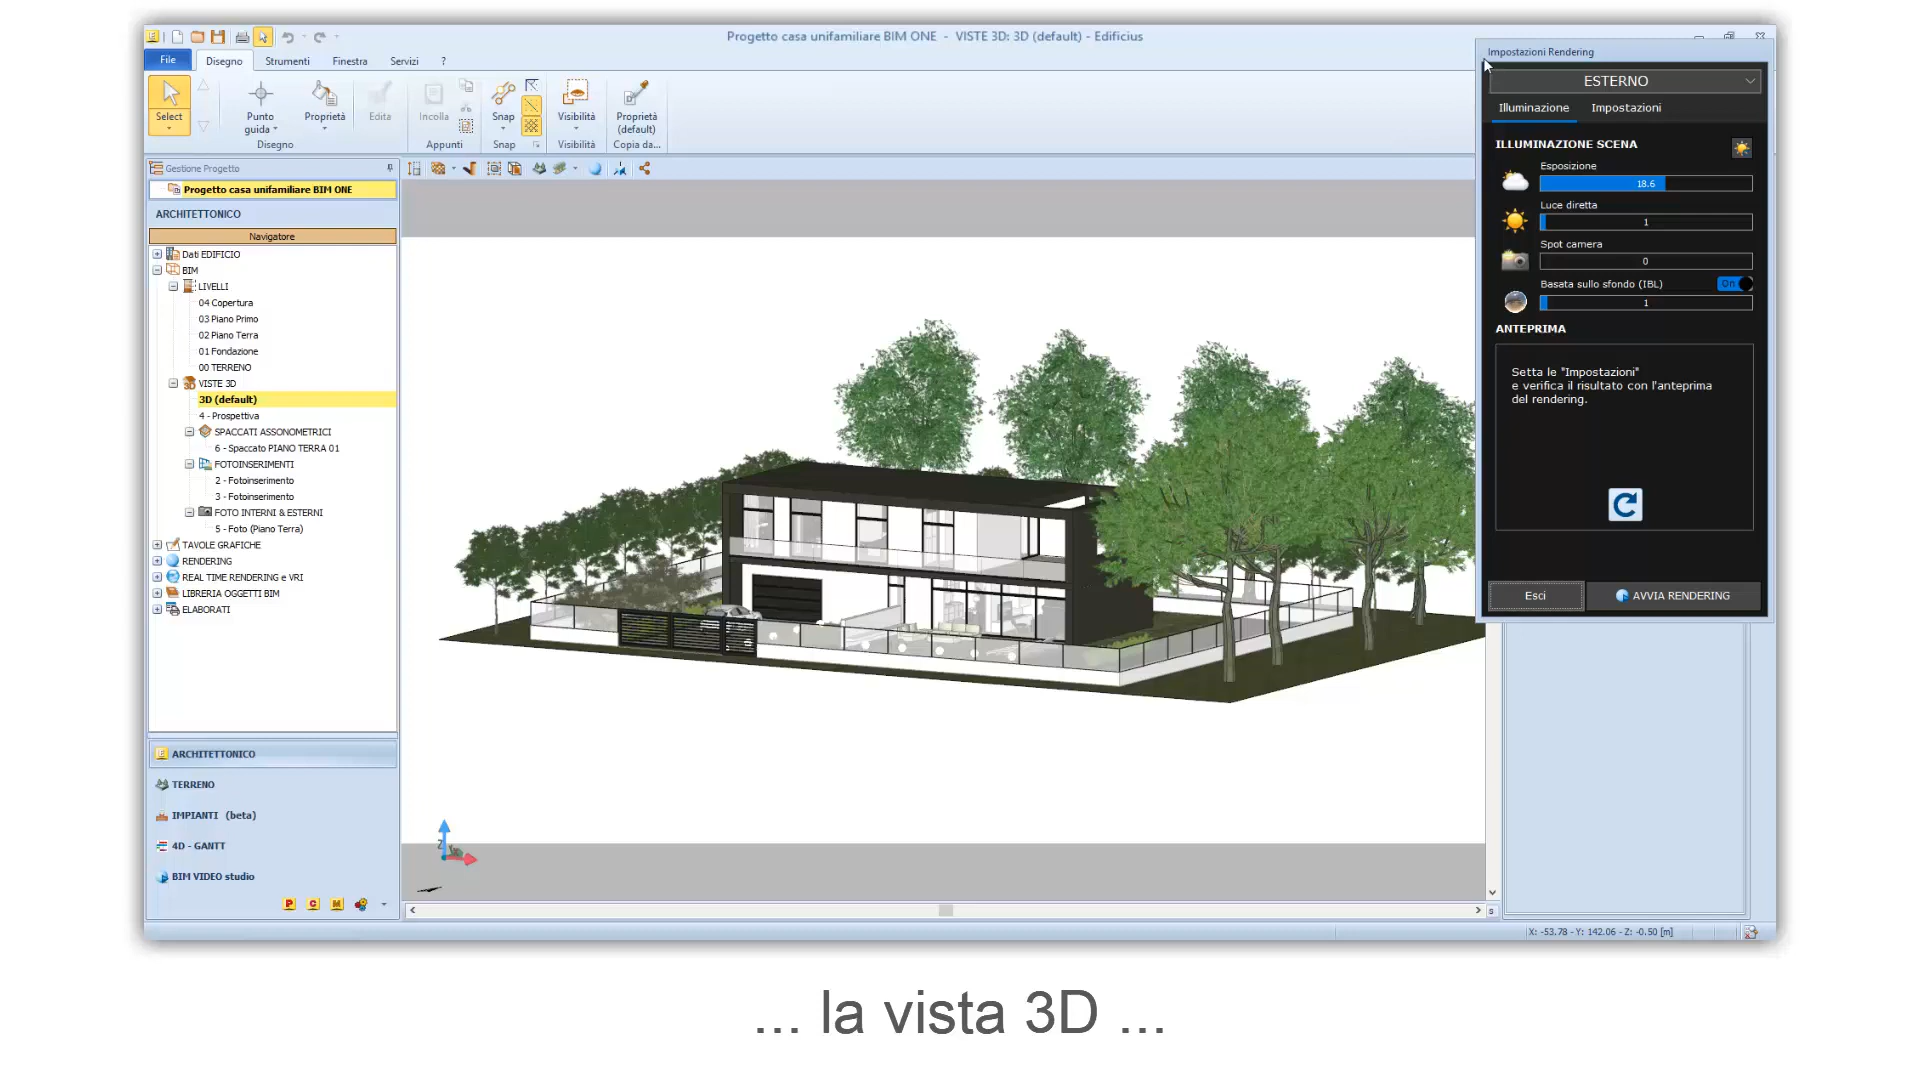 Progetto casa unifamiliare BIM ONE - VISTE 3D: 3D (default) - Edificius
File
Disegno
Strumenti
Finestra
Servizi
?
Select
Punto guida
Proprietà
Edita
Disegno
Incolla
Appunti
Snap
Snap
Visibilità
Visibilità
Proprietà (default)
Copia da...
Gestione Progetto
Progetto casa unifamiliare BIM ONE
ARCHITETTONICO
Navigatore
Dati EDIFICIO
BIM
LIVELLI
04 Copertura
03 Piano Primo
02 Piano Terra
01 Fondazione
00 TERRENO
VISTE 3D
3D (default)
4 - Prospettiva
SPACCATI ASSONOMETRICI
6 - Spaccato PIANO TERRA 01
FOTOINSERIMENTI
2 - Fotoinserimento
3 - Fotoinserimento
FOTO INTERNI & ESTERNI
5 - Foto (Piano Terra)
TAVOLE GRAFICHE
RENDERING
REAL TIME RENDERING e VRI
LIBRERIA OGGETTI BIM
ELABORATI
ARCHITETTONICO
TERRENO
IMPIANTI (beta)
4D - GANTT
BIM VIDEO studio
P C M
Z
Impostazioni Rendering
ESTERNO
Illuminazione
Impostazioni
ILLUMINAZIONE SCENA
Esposizione
18.6
Luce diretta
1
Spot camera
0
Basata sullo sfondo (IBL)
On
1
ANTEPRIMA
Setta le "Impostazioni"
e verifica il risultato con l'anteprima
del rendering.
Esci
AVVIA RENDERING
S
X: -53.78 - Y: 142.06 - Z: -0.50 [m]
... la vista 3D ...